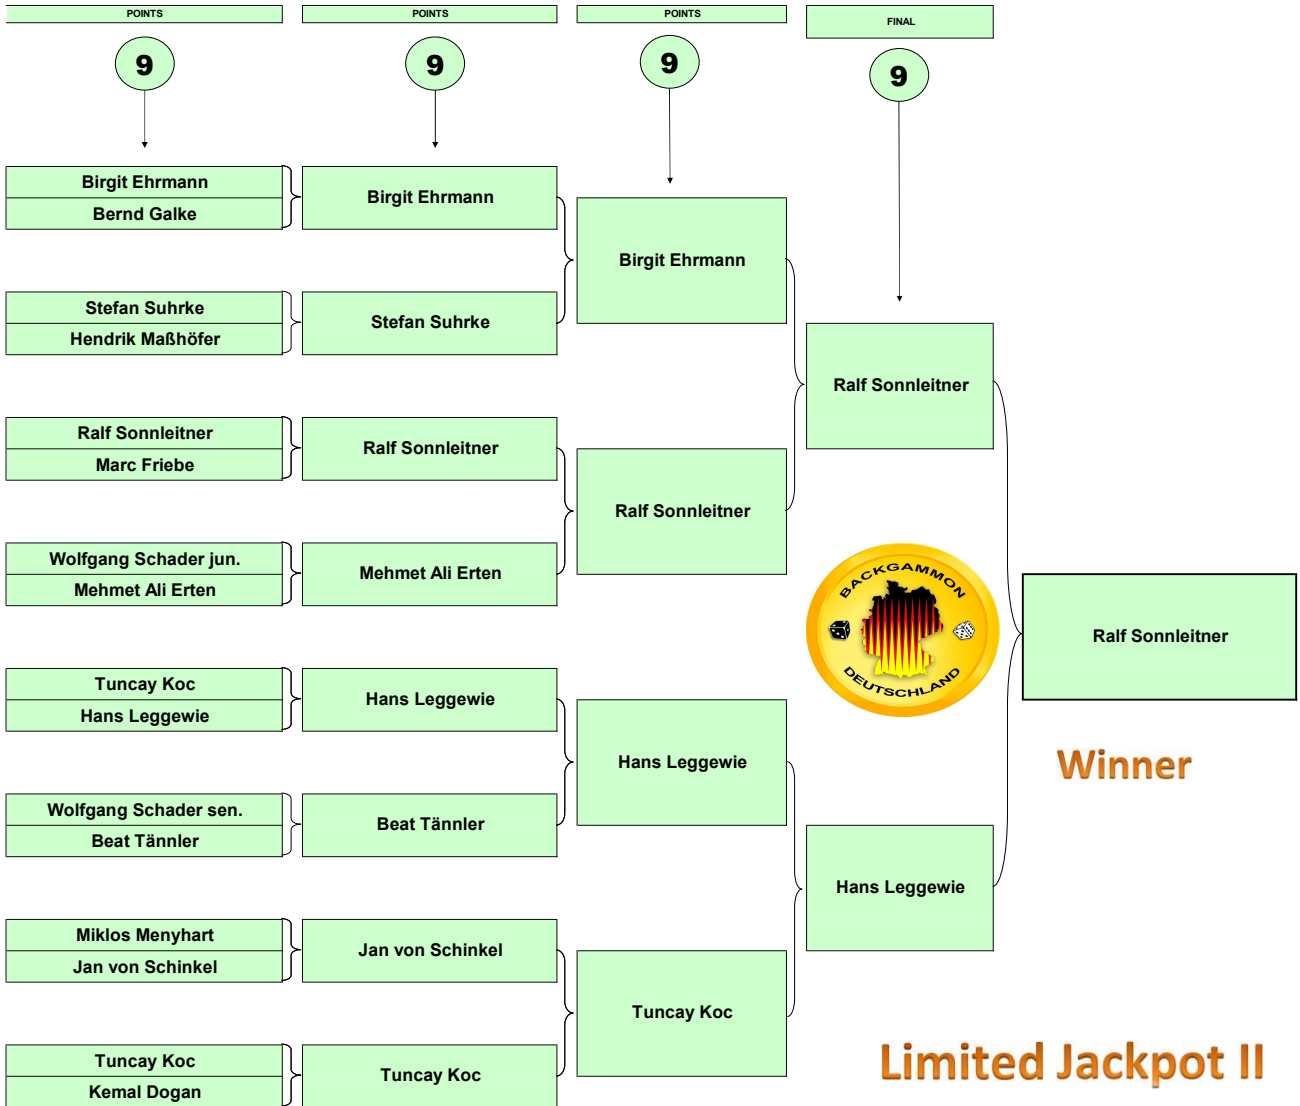 POINTS
POINTS
POINTS
FINAL
9
9
9
9
Birgit Ehrmann
Bernd Galke
Stefan Suhrke
Hendrik Maßhöfer
Ralf Sonnleitner
Marc Friebe
Wolfgang Schader jun.
Mehmet Ali Erten
Tuncay Koc
Hans Leggewie
Wolfgang Schader sen.
Beat Tännler
Miklos Menyhart
Jan von Schinkel
Tuncay Koc
Kemal Dogan
Birgit Ehrmann
Stefan Suhrke
Ralf Sonnleitner
Mehmet Ali Erten
Hans Leggewie
Beat Tännler
Jan von Schinkel
Tuncay Koc
Birgit Ehrmann
Ralf Sonnleitner
Hans Leggewie
Tuncay Koc
Ralf Sonnleitner
Hans Leggewie
BACKGAMMON
DEUTSCHLAND
Ralf Sonnleitner
Winner
Limited Jackpot II